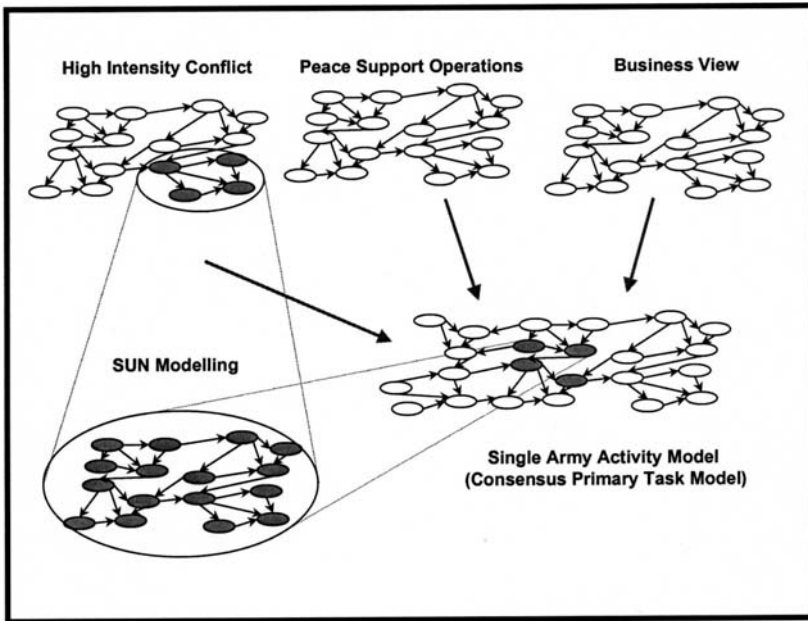 High Intensity Conflict
Peace Support Operations
Business View
SUN Modelling
Single Army Activity Model
(Consensus Primary Task Model)